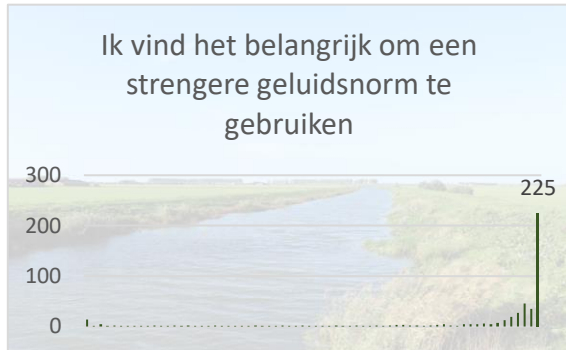 Ik vind het belangrijk om een
strengere geluidsnorm te
gebruiken
300
225
200
100
0